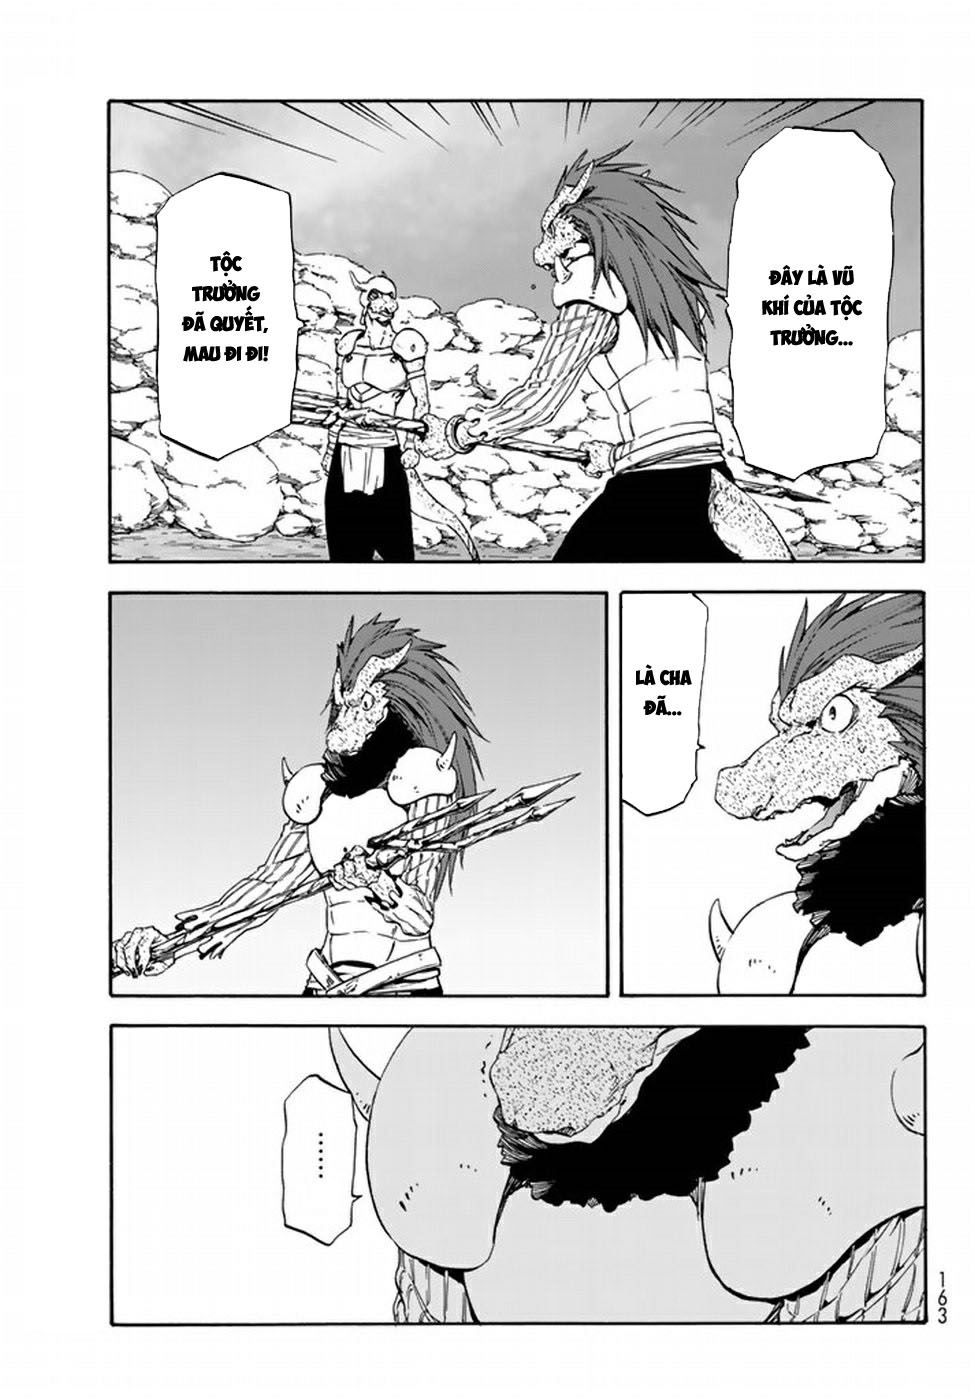 ĐÂY LÀ VŨ
KHÍ CỦA TỘC
TRƯỞNG...
TỘC
TRƯỞNG
ĐÃ QUYẾT,
MAU ĐI ĐI!
LÀ CHA
ĐÃ...
........
163